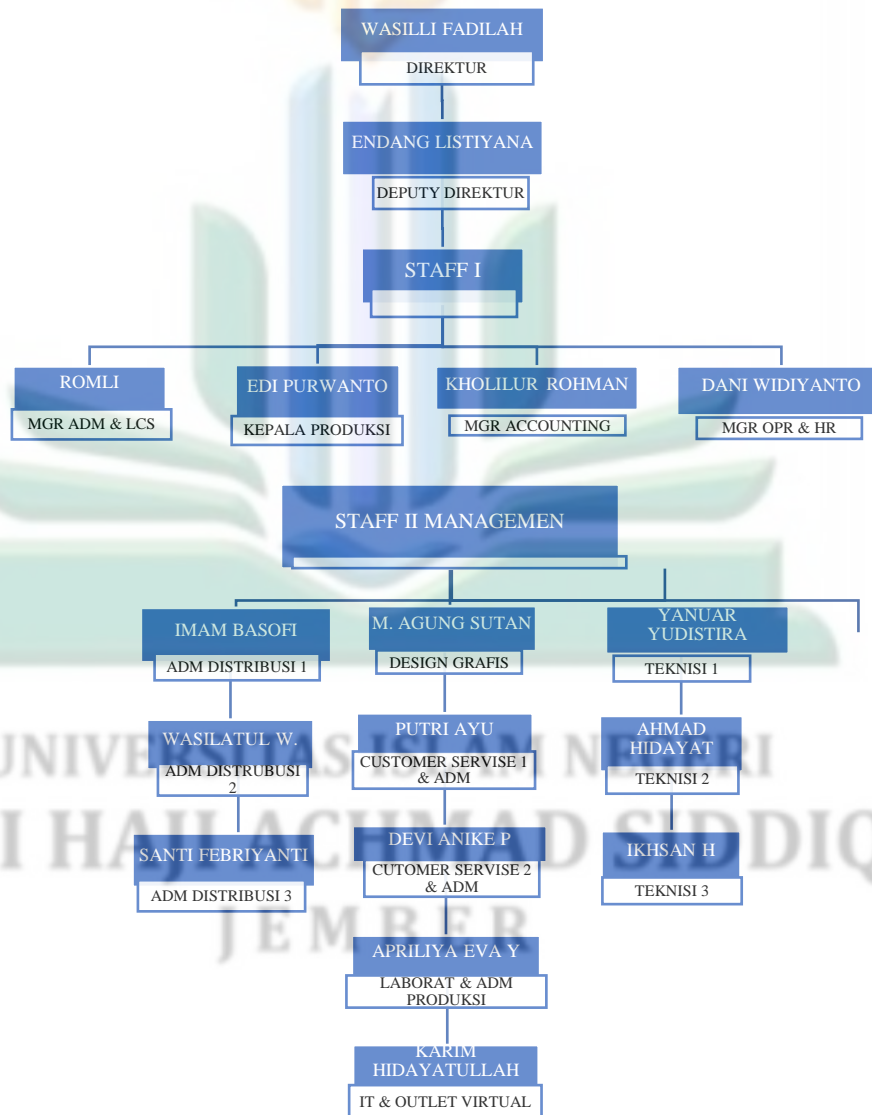 WASILLI FADILAH
DIREKTUR
ENDANG LISTIYANA
DEPUTY DIREKTUR
STAFF I
ROMLI
MGR ADM & LCS
EDI PURWANTO
KEPALA PRODUKSI
KHOLILUR ROHMAN
MGR ACCOUNTING
DANI WIDIYANTO
MGR OPR & HR
STAFF II MANAGEMEN
IMAM BASOFI
ADM DISTRIBUSI 1
WASILATUL W.
ADM DISTRUBUSI
2
SANTI FEBRIYANTI
ADM DISTRIBUSI 3
M. AGUNG SUTAN
DESIGN GRAFIS
PUTRI AYU
CUSTOMER SERVISE 1
& ADM
DEVI ANIKE P
CUTOMER SERVISE 2
& ADM
APRILIYA EVA Y
LABORAT & ADM
PRODUKSI
KARIM
HIDAYATULLAH
IT & OUTLET VIRTUAL
YANUAR
YUDISTIRA
TEKNISI 1
AHMAD
HIDAYAT
TEKNISI 2
IKHSAN H
TEKNISI 3
UNIVERSITAS ISLAM NEGERI
I HAJI ACHMAD SIDDIQ
JEMBER